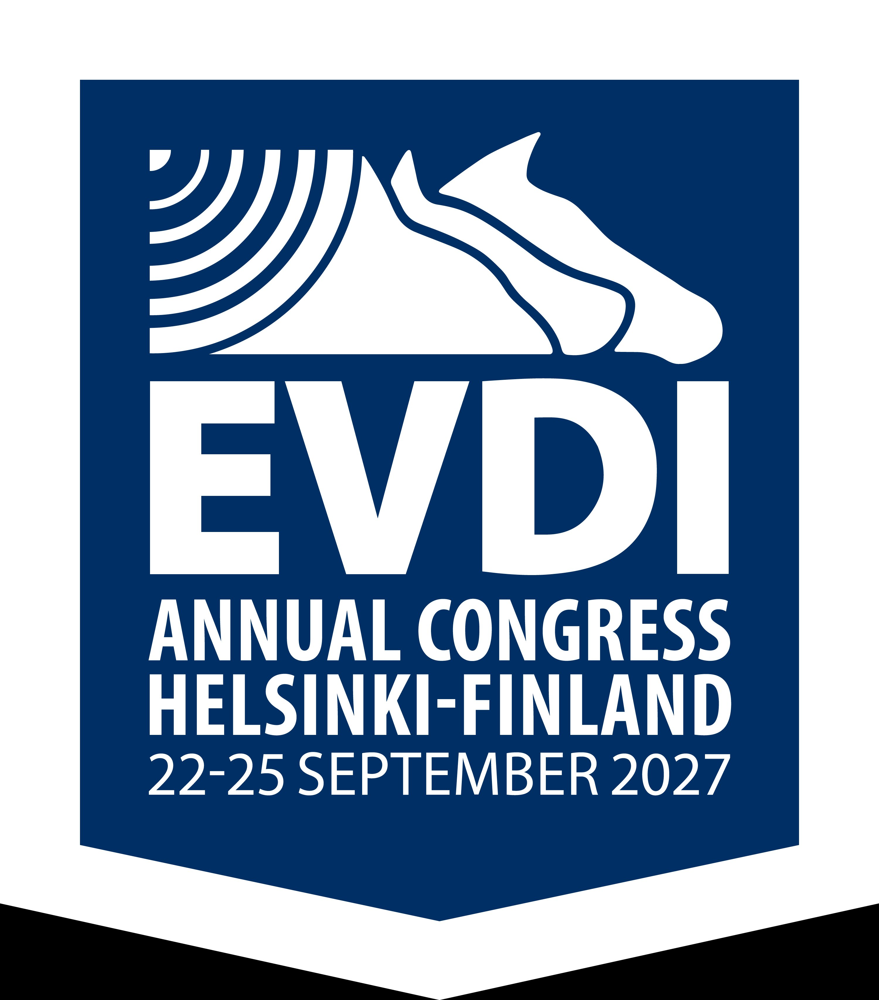 EVDI
ANNUAL CONGRESS
HELSINKI-FINLAND
22-25 SEPTEMBER 2027